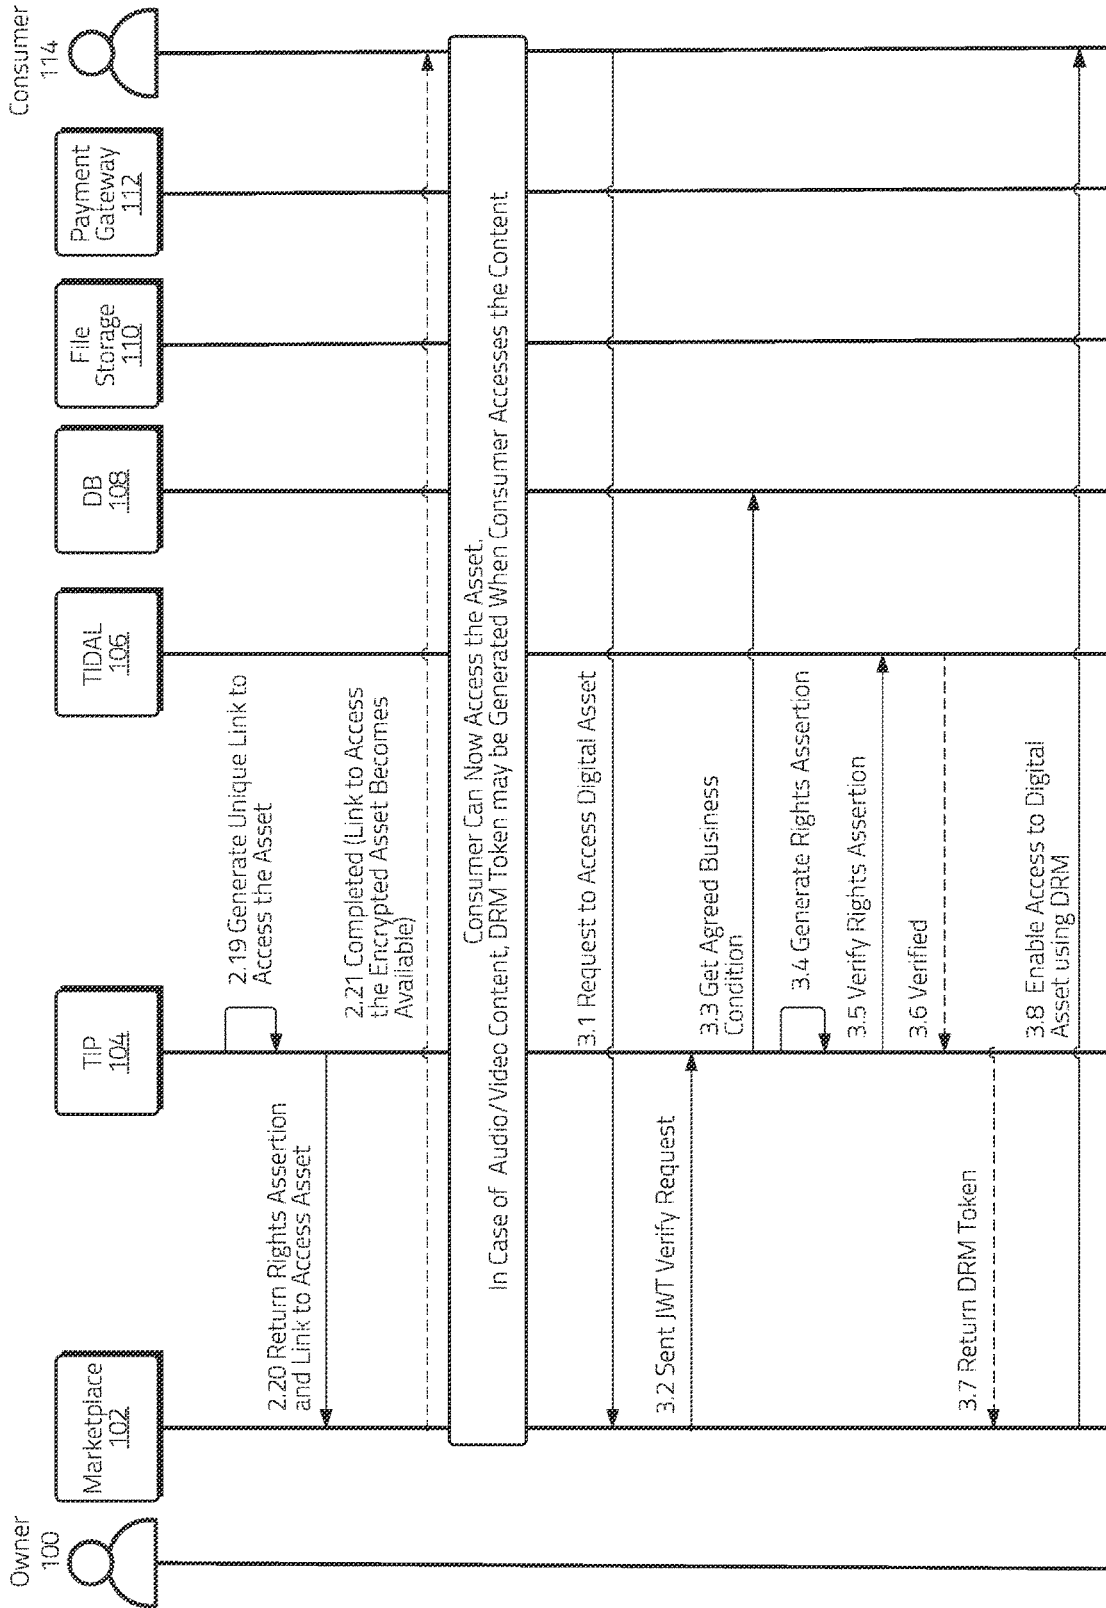 Owner
100
Marketplace
102
TIP
104
TIDAL
106
DB
108
File
Storage
110
Payment
Gateway
112
Consumer
114
2.19 Generate Unique Link to
Access the Asset
2.20 Return Rights Assertion
and Link to Access Asset
2.21 Completed (Link to Access
the Encrypted Asset Becomes
Available)
Consumer Can Now Access the Asset.
In Case of Audio/Video Content, DRM Token may be Generated When Consumer Accesses the Content
3.1 Request to Access Digital Asset
3.2 Sent JWT Verify Request
3.3 Get Agreed Business
Condition
3.4 Generate Rights Assertion
3.5 Verify Rights Assertion
3.6 Verified
3.7 Return DRM Token
3.8 Enable Access to Digital
Asset using DRM